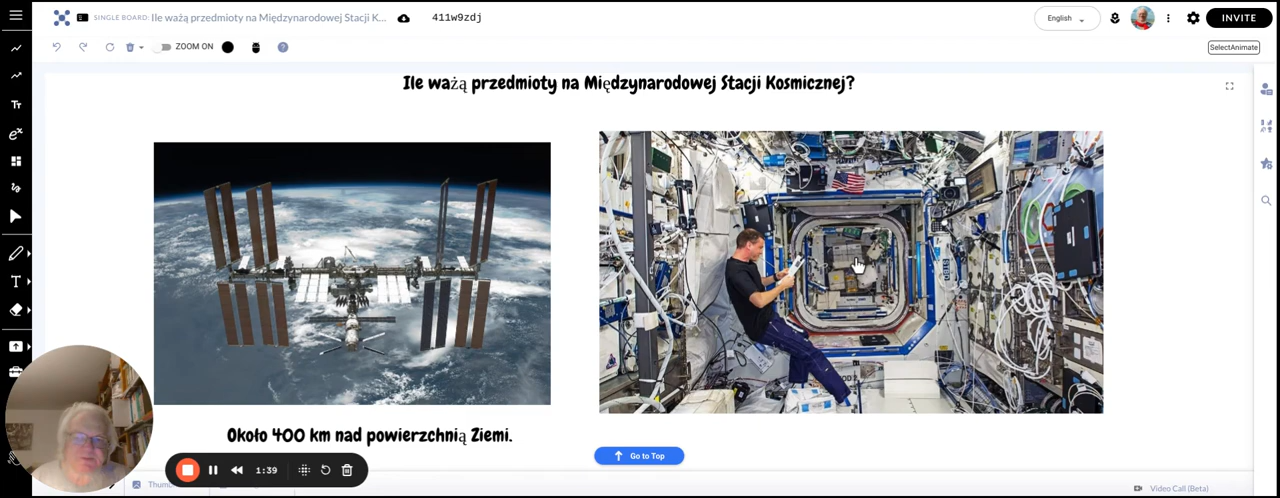 SINGLE BOARD: Ile ważą przedmioty na Międzynarodowej Stacji K...
411w9zdj
English
INVITE
ZOOM ON
SelectAnimate
Ile ważą przedmioty na Międzynarodowej Stacji Kosmicznej?
Około 400 km nad powierzchnią Ziemi.
Go to Top
1:39
Video Call (Beta)